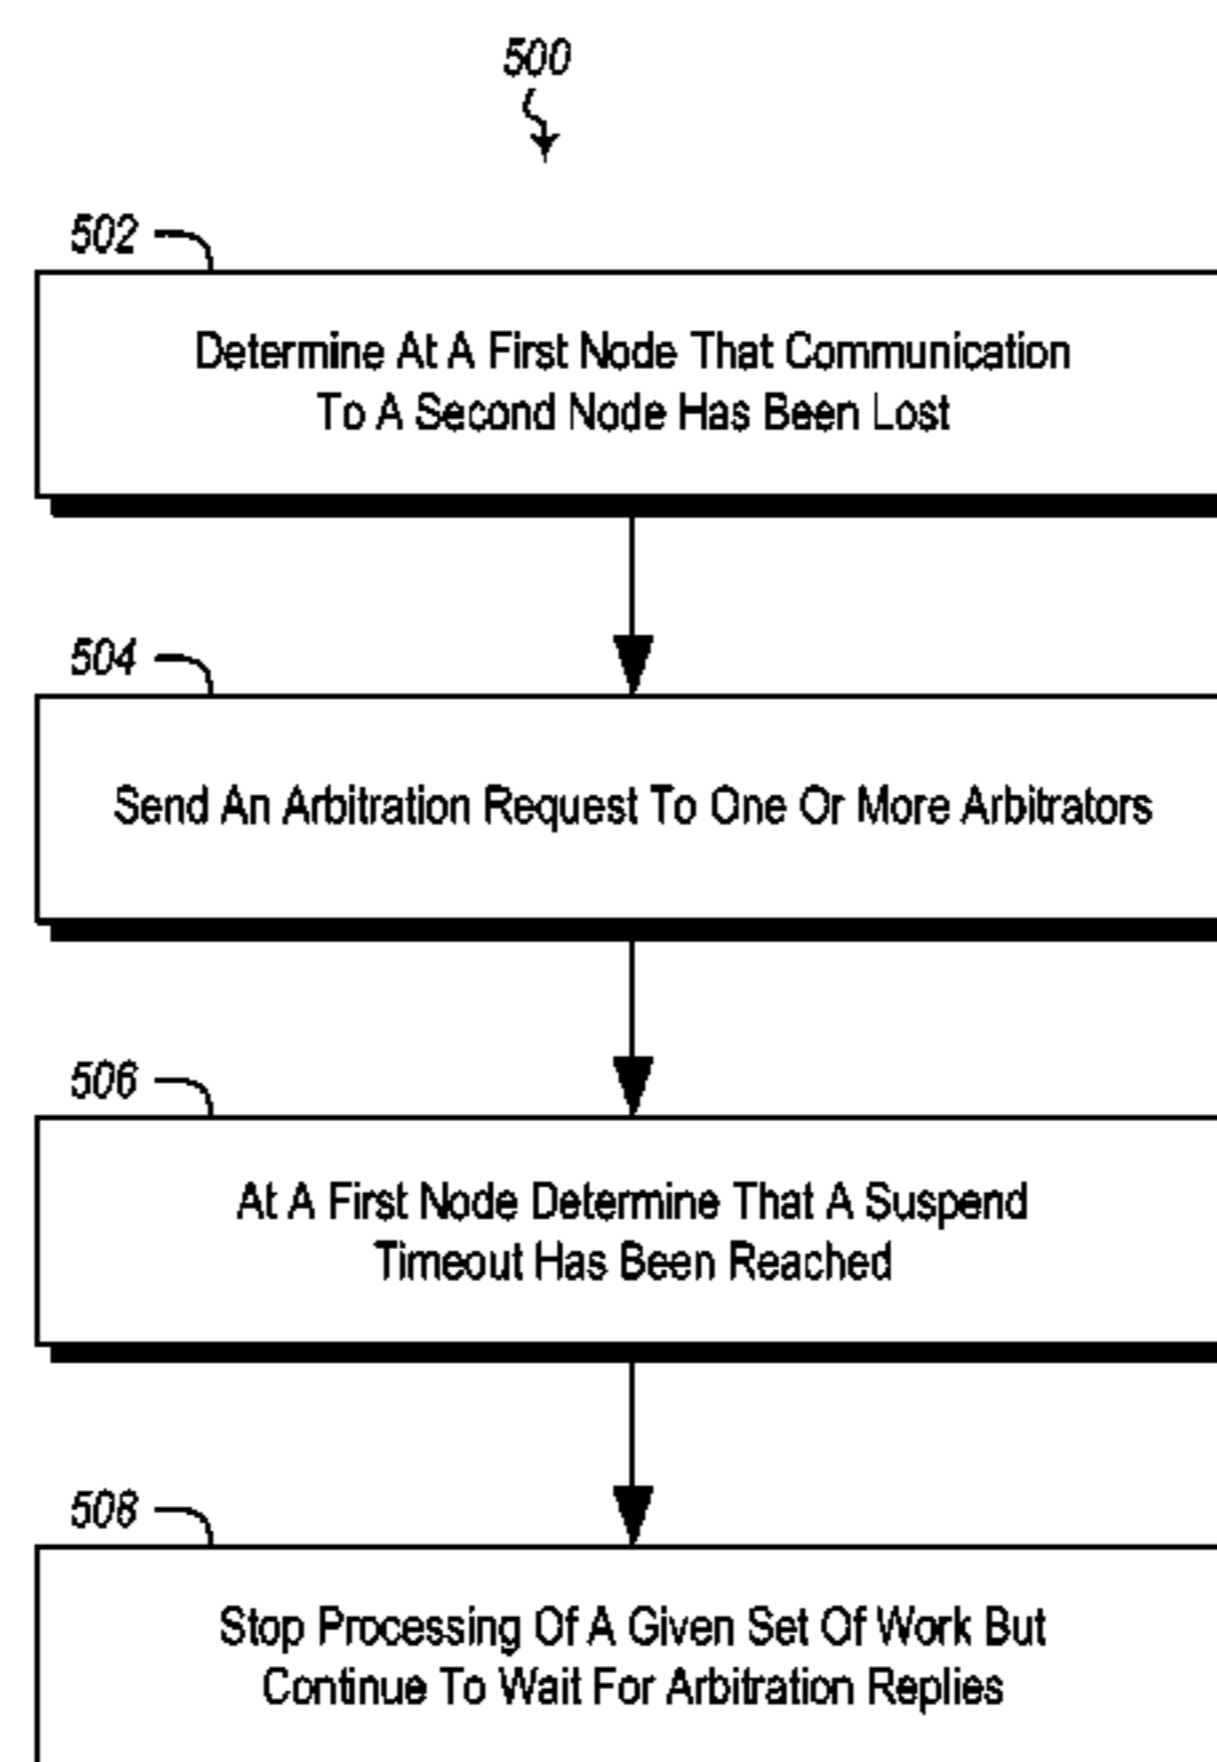 500
502
Determine At A First Node That Communication
To A Second Node Has Been Lost
504
Send An Arbitration Request To One Or More Arbitrators
506
At A First Node Determine That A Suspend
Timeout Has Been Reached
508
Stop Processing Of A Given Set Of Work But
Continue To Wait For Arbitration Replies